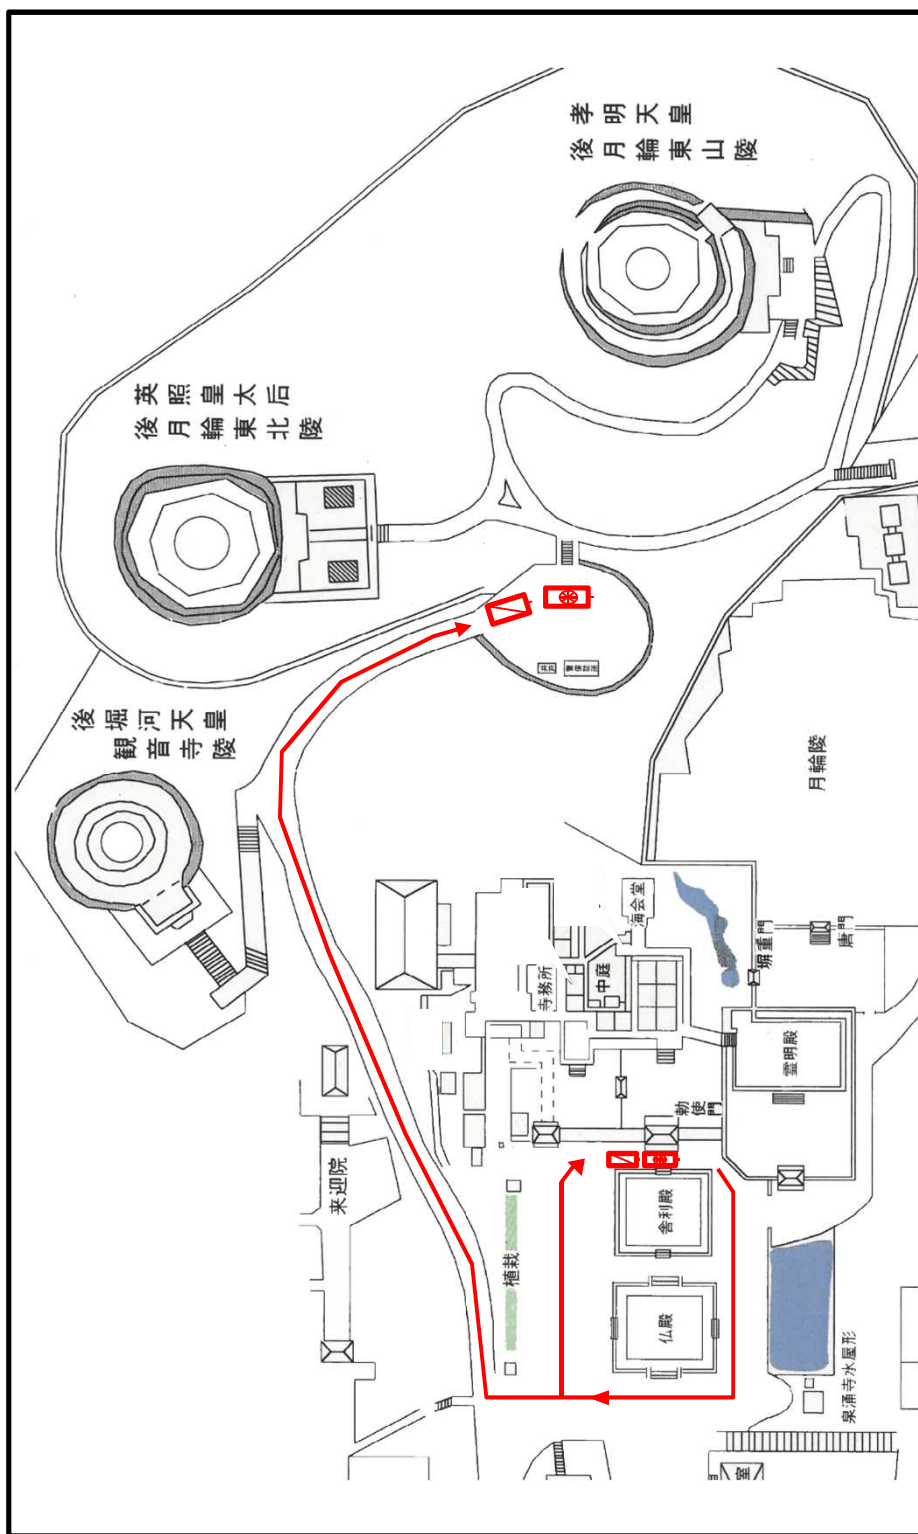 孝明天皇
後月輪東山陵
英照皇太后
後月輪東北陵
後堀河天皇
観音寺陵
月輪陵
海会堂
寺務所
中庭
塀重門
唐門
霊明殿
勅使門
来迎院
植栽
舎利殿
仏殿
泉涌寺水屋形
室